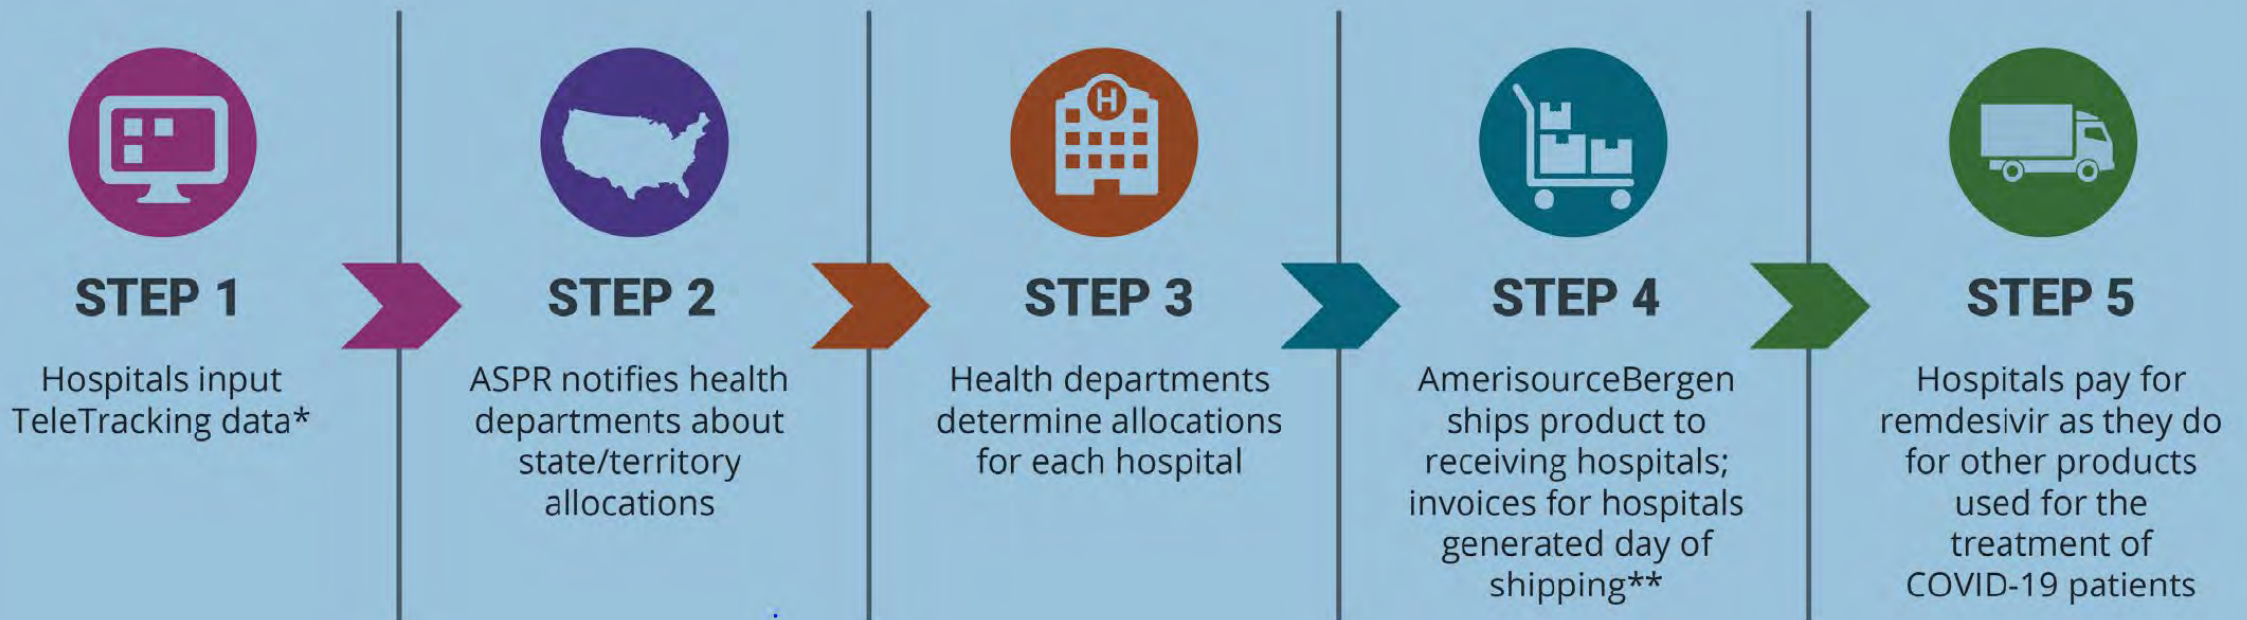 H
STEP 1
Hospitals input
TeleTracking data*
STEP 2
ASPR notifies health
departments about
state/territory
allocations
STEP 3
Health departments
determine allocations
for each hospital
STEP 4
AmerisourceBergen
ships product to
receiving hospitals;
invoices for hospitals
generated day of
shipping**
STEP 5
Hospitals pay for
remdesivir as they do
for other products
used for the
treatment of
COVID-19 patients